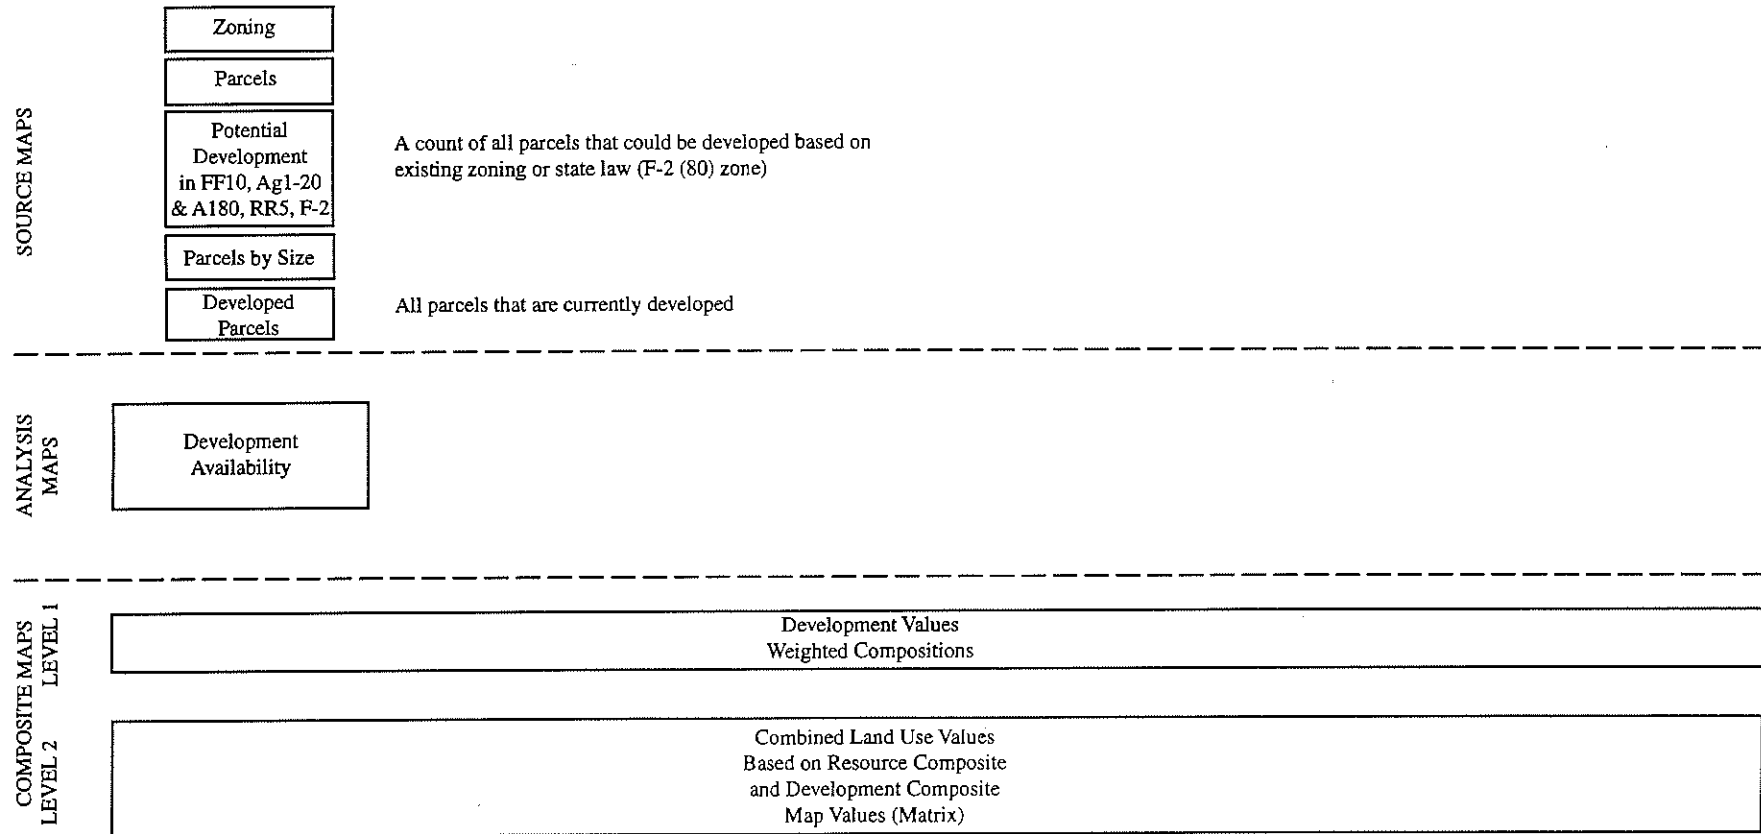 SOURCE MAPS
Zoning
Parcels
Potential
Development
in FF10, Ag1-20
& A180, RR5, F-2
A count of all parcels that could be developed based on
existing zoning or state law (F-2 (80) zone)
Parcels by Size
Developed
Parcels
All parcels that are currently developed
ANALYSIS
MAPS
Development
Availability
COMPOSITE MAPS
LEVEL 1
Development Values
Weighted Compositions
LEVEL 2
Combined Land Use Values
Based on Resource Composite
and Development Composite
Map Values (Matrix)